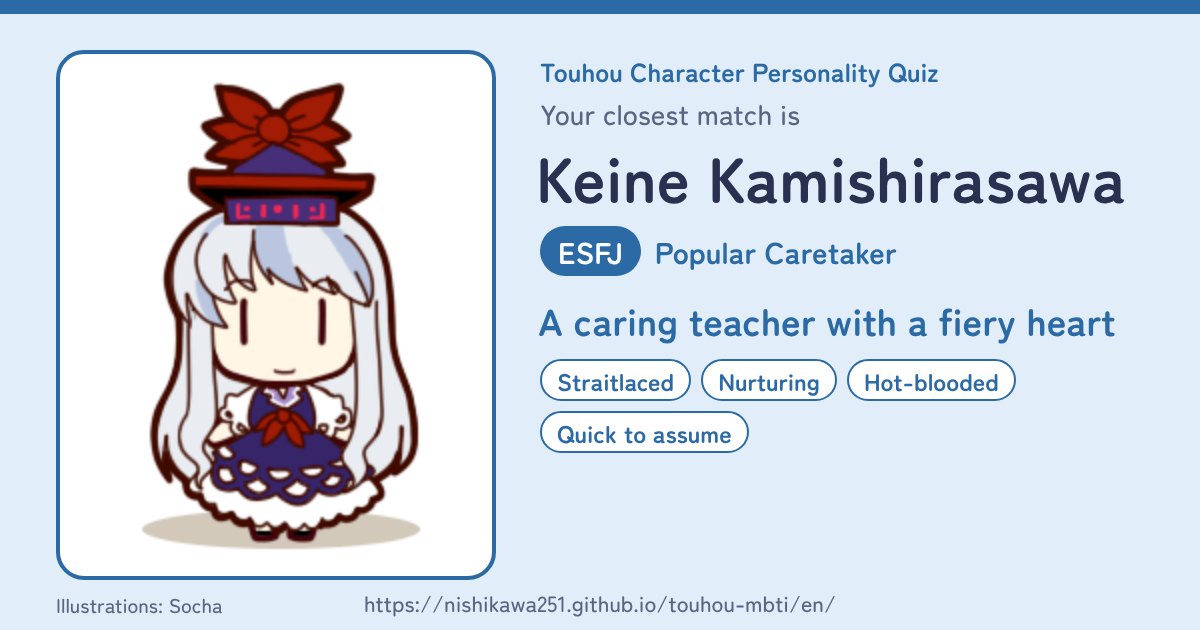 Touhou Character Personality Quiz
Your closest match is
Keine Kamishirasawa
ESFJ Popular Caretaker
A caring teacher with a fiery heart
Straitlaced Nurturing Hot-blooded
Quick to assume
Illustrations: Socha https://nishikawa251.github.io/touhou-mbti/en/